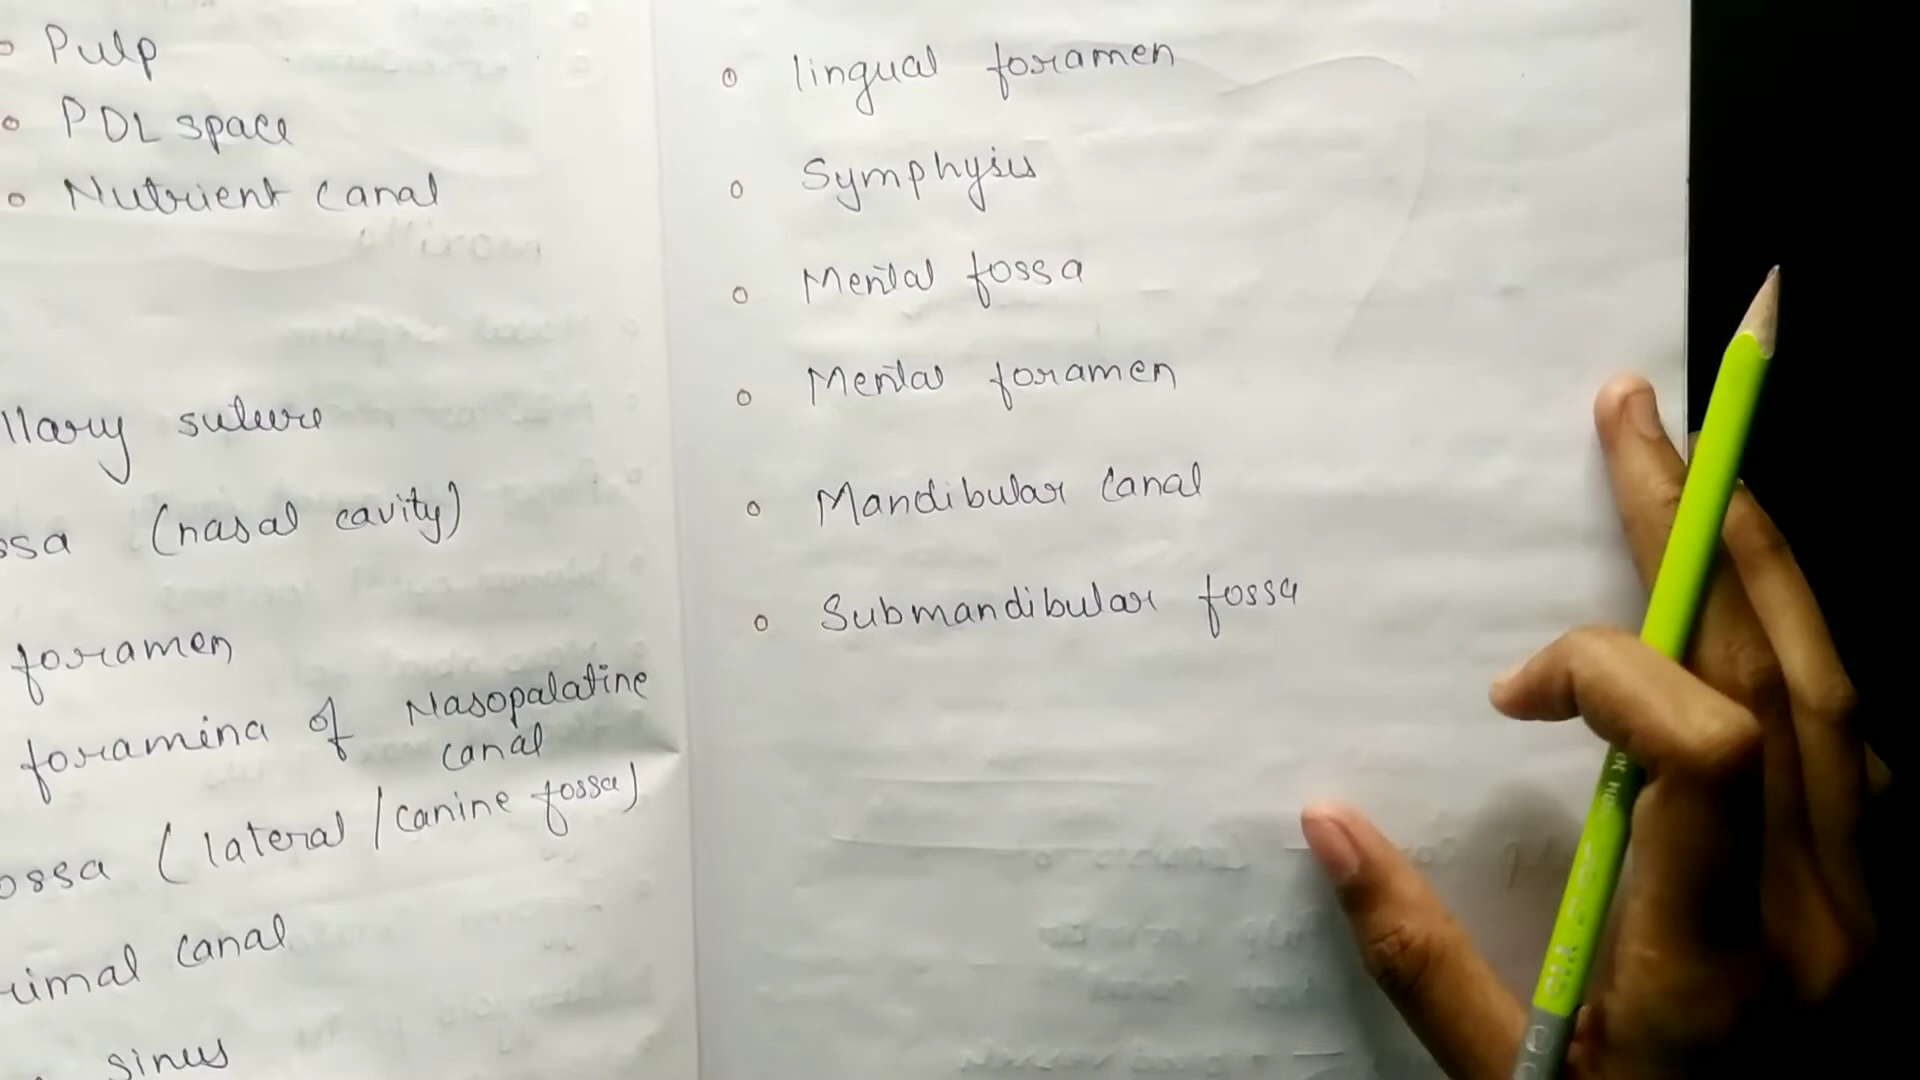 Pulp
PDL space
Nutrient canal
llary suture
ssa (nasal cavity)
foramen
foramina of Nasopalatine
canal
ossa (lateral / canine fossa)
rimal canal
sinus
lingual foramen
Symphysis
Mental fossa
Mental foramen
Mandibular canal
Submandibular fossa